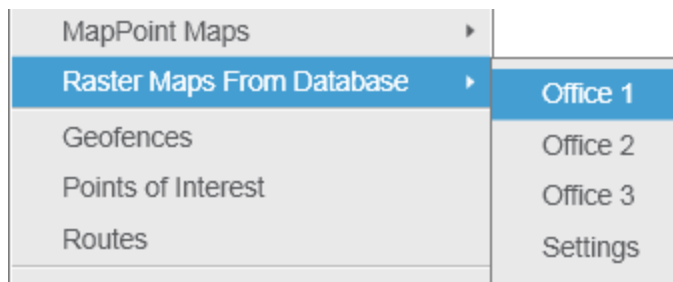 MapPoint Maps
Raster Maps From Database
Geofences
Points of Interest
Routes
Office 1
Office 2
Office 3
Settings